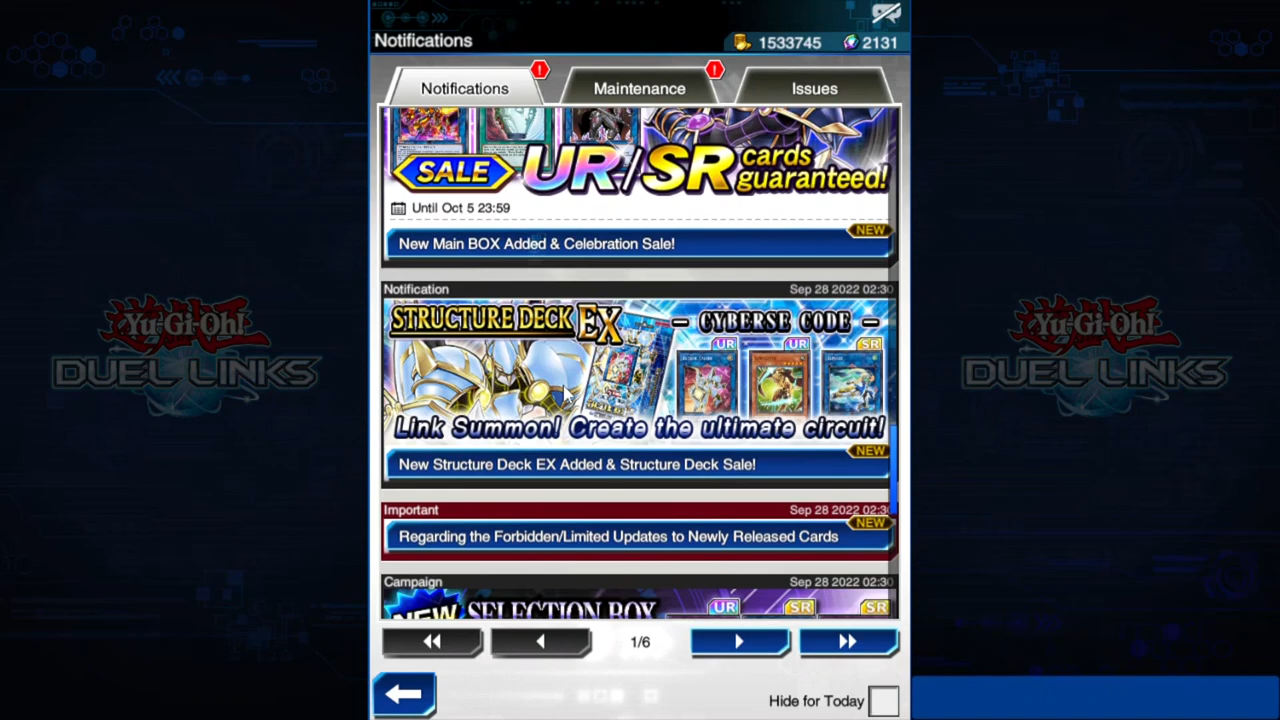 Notifications
1533745
2131
Notifications
!
Maintenance
!
Issues
SALE
UR/SR cards guaranteed!
Until Oct 5 23:59
NEW
New Main BOX Added & Celebration Sale!
Notification
Sep 28 2022 02:30
STRUCTURE DECK EX
- CYBERSE CODE -
UR
UR
SR
Link Summon! Create the ultimate circuit!
NEW
New Structure Deck EX Added & Structure Deck Sale!
Important
Sep 28 2022 02:30
NEW
Regarding the Forbidden/Limited Updates to Newly Released Cards
Campaign
Sep 28 2022 02:30
NEW
SELECTION BOX
UR
SR
SR
1/6
Hide for Today
Yu-Gi-Oh!
DUEL LINKS
Yu-Gi-Oh!
DUEL LINKS